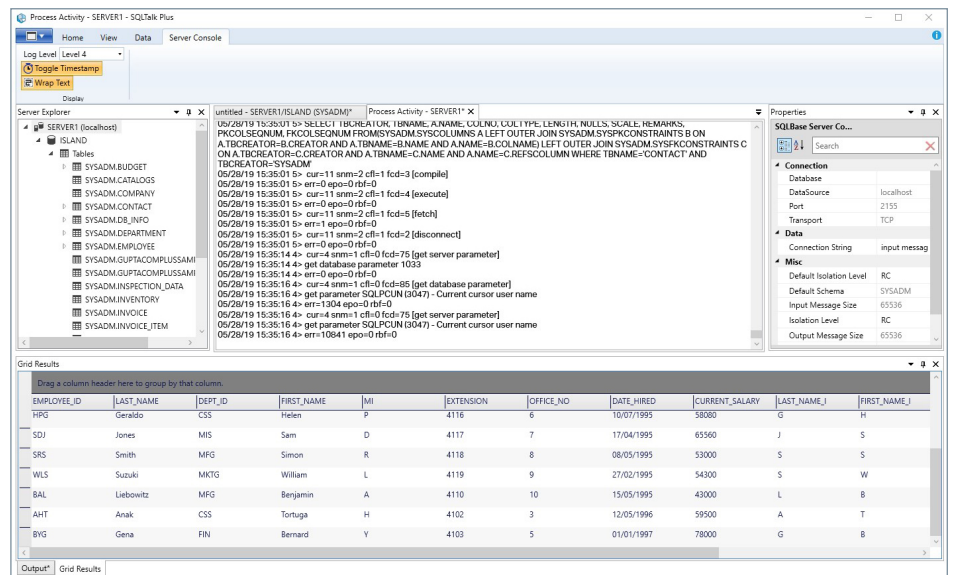 Process Activity - SERVER1 - SQLTalk Plus
Home View Data Server Console
Log Level Level 4
Toggle Timestamp
Wrap Text
Display
Server Explorer
SERVER1 (localhost)
ISLAND
Tables
SYSADM.BUDGET
SYSADM.CATALOGS
SYSADM.COMPANY
SYSADM.CONTACT
SYSADM.DB_INFO
SYSADM.DEPARTMENT
SYSADM.EMPLOYEE
SYSADM.GUPTACOMPLUSSAMI
SYSADM.GUPTACOMPLUSSAMI
SYSADM.INSPECTION_DATA
SYSADM.INVENTORY
SYSADM.INVOICE
SYSADM.INVOICE_ITEM
untitled - SERVER1/ISLAND (SYSADM)* Process Activity - SERVER1* X
05/28/19 15:35:01 5> SELECT TBCREATOR, TBNAME, A.NAME, COLNO, COLTYPE, LENGTH, NULLS, SCALE, REMARKS,
PKCOLSEQNUM, FKCOLSEQNUM FROM(SYSADM.SYSCOLUMNS A LEFT OUTER JOIN SYSADM.SYSPKCONSTRAINTS B ON
A.TBCREATOR=B.CREATOR AND A.TBNAME=B.NAME AND A.NAME=B.COLNAME) LEFT OUTER JOIN SYSADM.SYSFKCONSTRAINTS C
ON A.TBCREATOR=C.CREATOR AND A.TBNAME=C.NAME AND A.NAME=C.REFSCOLUMN WHERE TBNAME='CONTACT' AND
TBCREATOR='SYSADM'
05/28/19 15:35:01 5> cur=11 snm=2 cfl=1 fcd=3 [compile]
05/28/19 15:35:01 5> err=0 epo=0 rbf=0
05/28/19 15:35:01 5> cur=11 snm=2 cfl=1 fcd=4 [execute]
05/28/19 15:35:01 5> err=0 epo=0 rbf=0
05/28/19 15:35:01 5> cur=11 snm=2 cfl=1 fcd=5 [fetch]
05/28/19 15:35:01 5> err=1 epo=0 rbf=0
05/28/19 15:35:01 5> cur=11 snm=2 cfl=1 fcd=2 [disconnect]
05/28/19 15:35:01 5> err=0 epo=0 rbf=0
05/28/19 15:35:14 4> cur=4 snm=1 cfl=0 fcd=75 [get server parameter]
05/28/19 15:35:14 4> get database parameter 1033
05/28/19 15:35:14 4> err=0 epo=0 rbf=0
05/28/19 15:35:16 4> cur=4 snm=1 cfl=0 fcd=85 [get database parameter]
05/28/19 15:35:16 4> get parameter SQLPCUN (3047) - Current cursor user name
05/28/19 15:35:16 4> err=1304 epo=0 rbf=0
05/28/19 15:35:16 4> cur=4 snm=1 cfl=0 fcd=75 [get server parameter]
05/28/19 15:35:16 4> get parameter SQLPCUN (3047) - Current cursor user name
05/28/19 15:35:16 4> err=10841 epo=0 rbf=0
Properties
SQLBase Server Co...
Search
Connection
Database
DataSource localhost
Port 2155
Transport TCP
Data
Connection String input messag
Misc
Default Isolation Level RC
Default Schema SYSADM
Input Message Size 65536
Isolation Level RC
Output Message Size 65536
Grid Results
Drag a column header here to group by that column.
EMPLOYEE_ID LAST_NAME DEPT_ID FIRST_NAME MI EXTENSION OFFICE_NO DATE_HIRED CURRENT_SALARY LAST_NAME_I FIRST_NAME_I
HPG Geraldo CSS Helen P 4116 6 10/07/1995 58080 G H
SDJ Jones MIS Sam D 4117 7 17/04/1995 65560 J S
SRS Smith MFG Simon R 4118 8 08/05/1995 53000 S S
WLS Suzuki MKTG William L 4119 9 27/02/1995 54300 S W
BAL Liebowitz MFG Benjamin A 4110 10 15/05/1995 43000 L B
AHT Anak CSS Tortuga H 4102 3 12/05/1996 59500 A T
BYG Gena FIN Bernard Y 4103 5 01/01/1997 78000 G B
Output* Grid Results